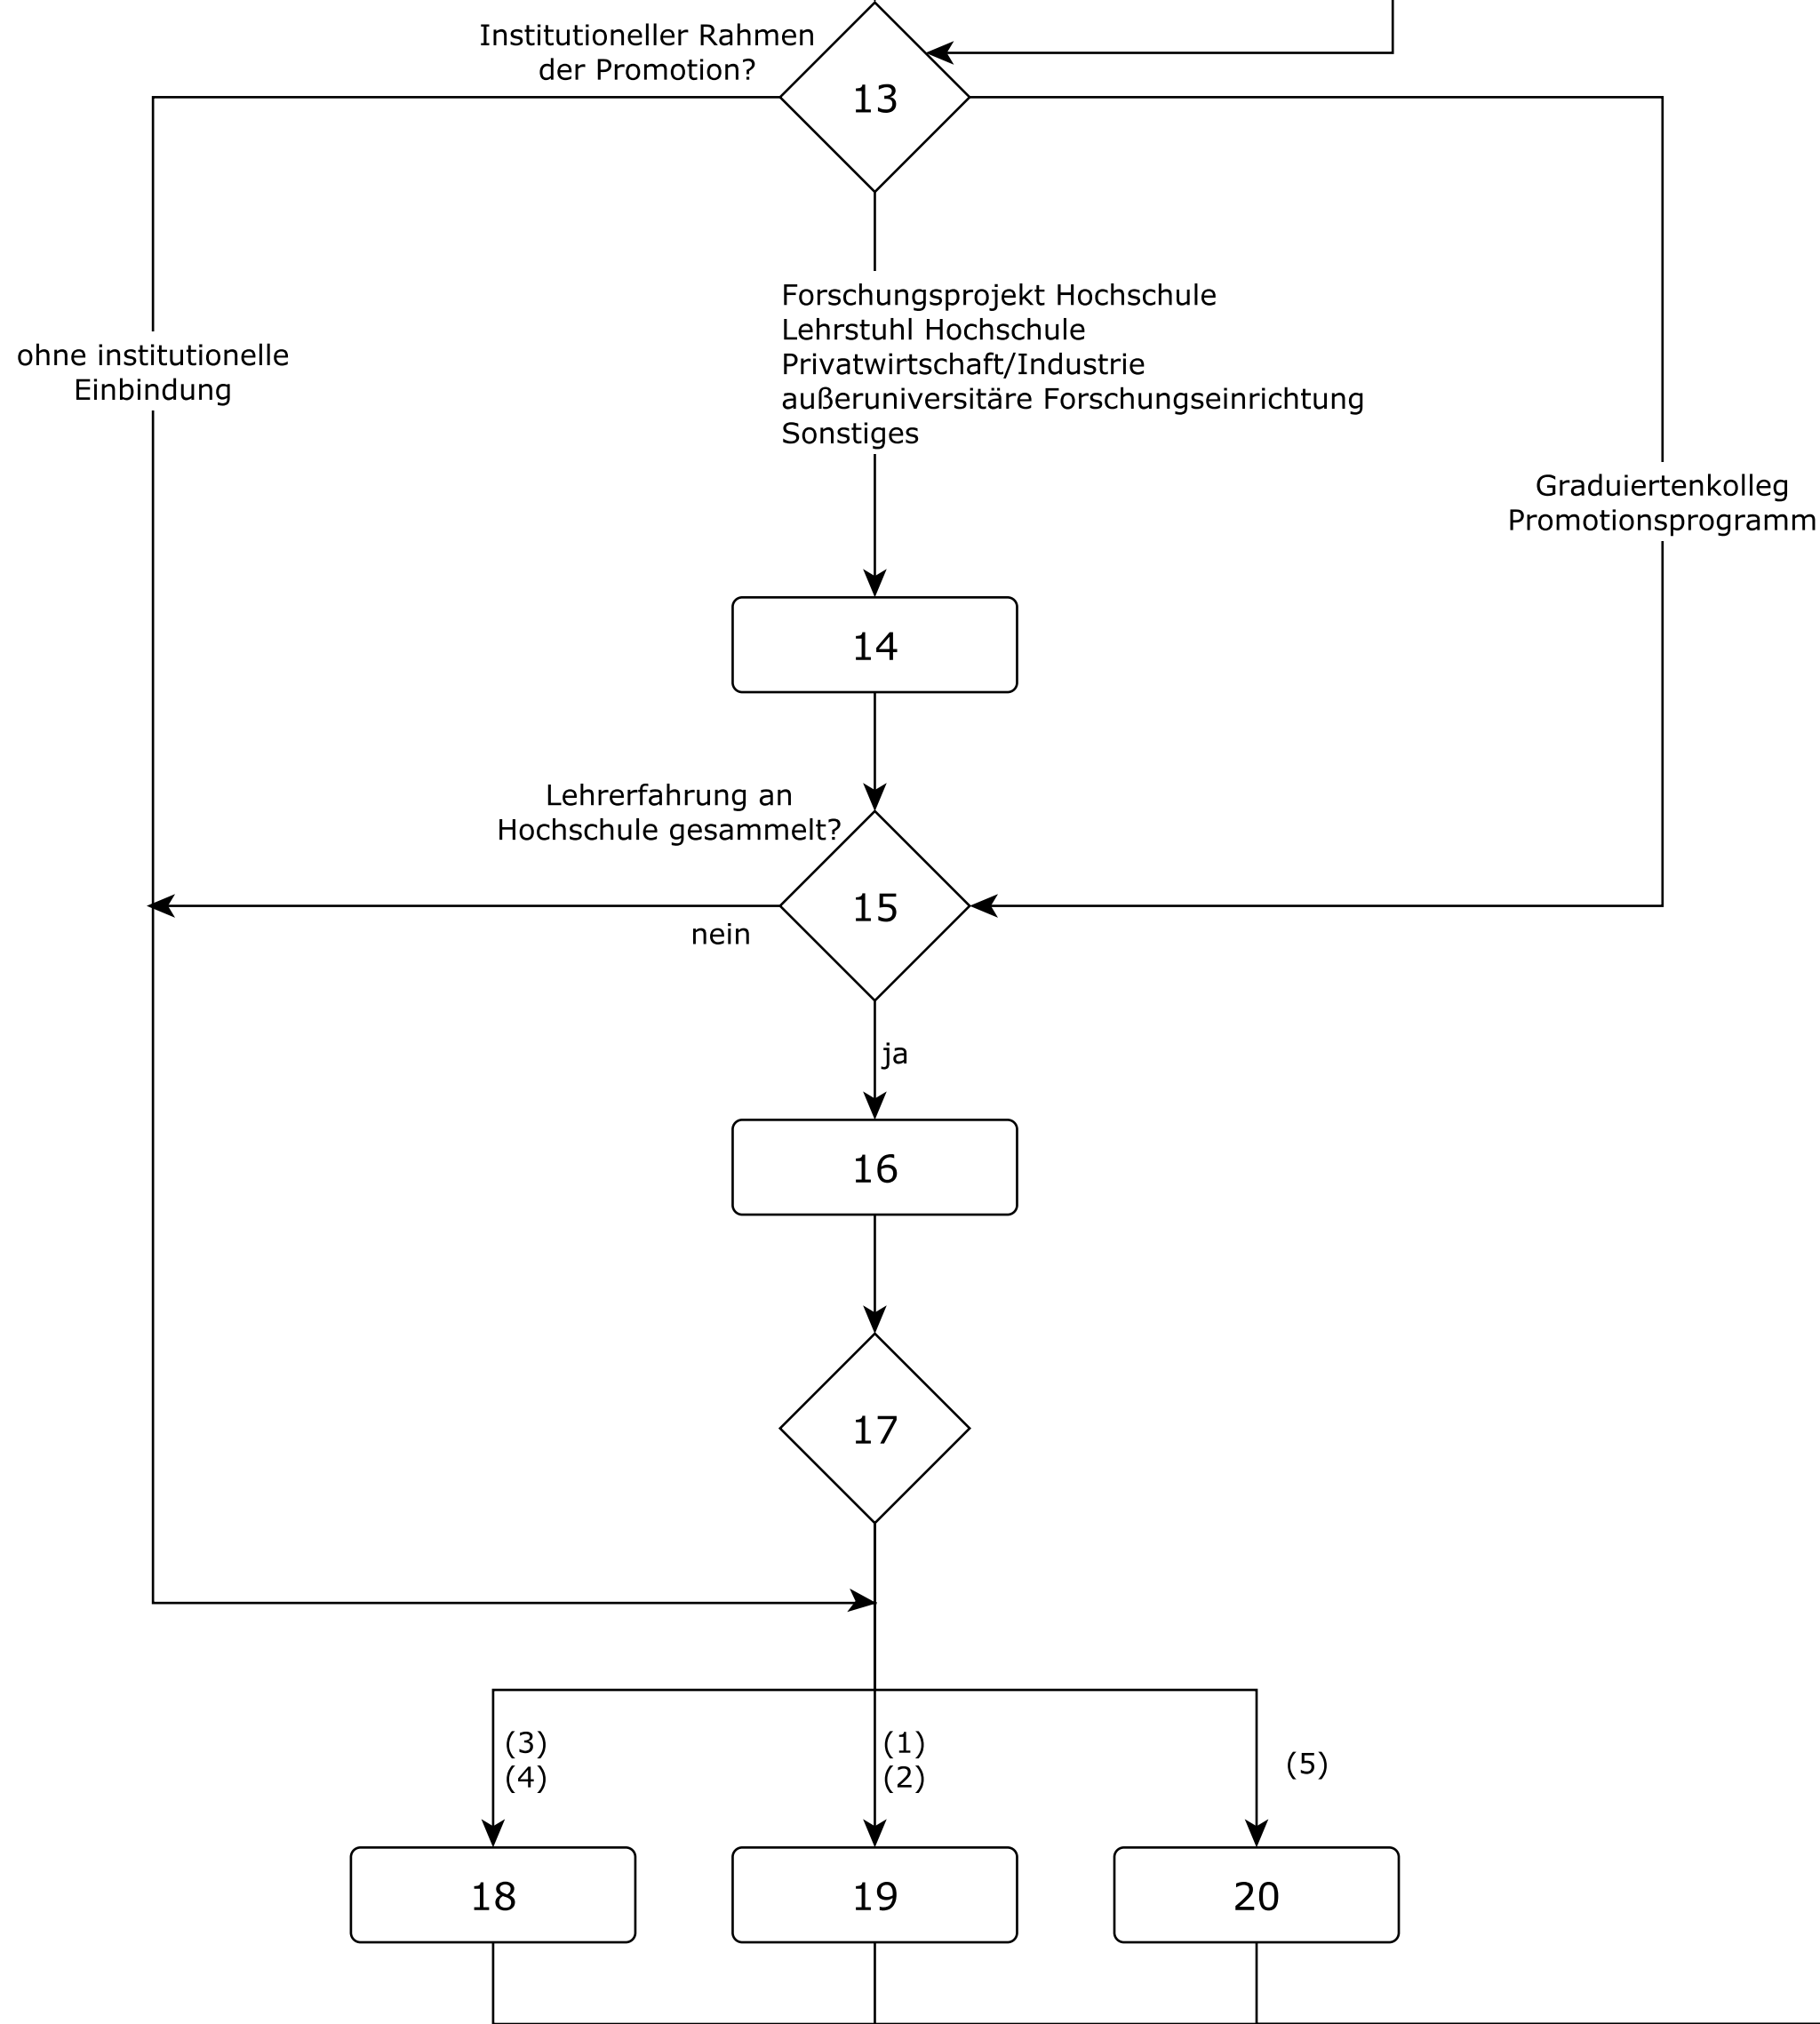 Institutioneller Rahmen
der Promotion?
13
Forschungsprojekt Hochschule
Lehrstuhl Hochschule
Privatwirtschaft/Industrie
außeruniversitäre Forschungseinrichtung
Sonstiges
ohne institutionelle
Einbindung
Graduiertenkolleg
Promotionsprogramm
14
Lehrerfahrung an
Hochschule gesammelt?
15
nein
ja
16
17
(3)
(4)
(1)
(2)
(5)
18
19
20